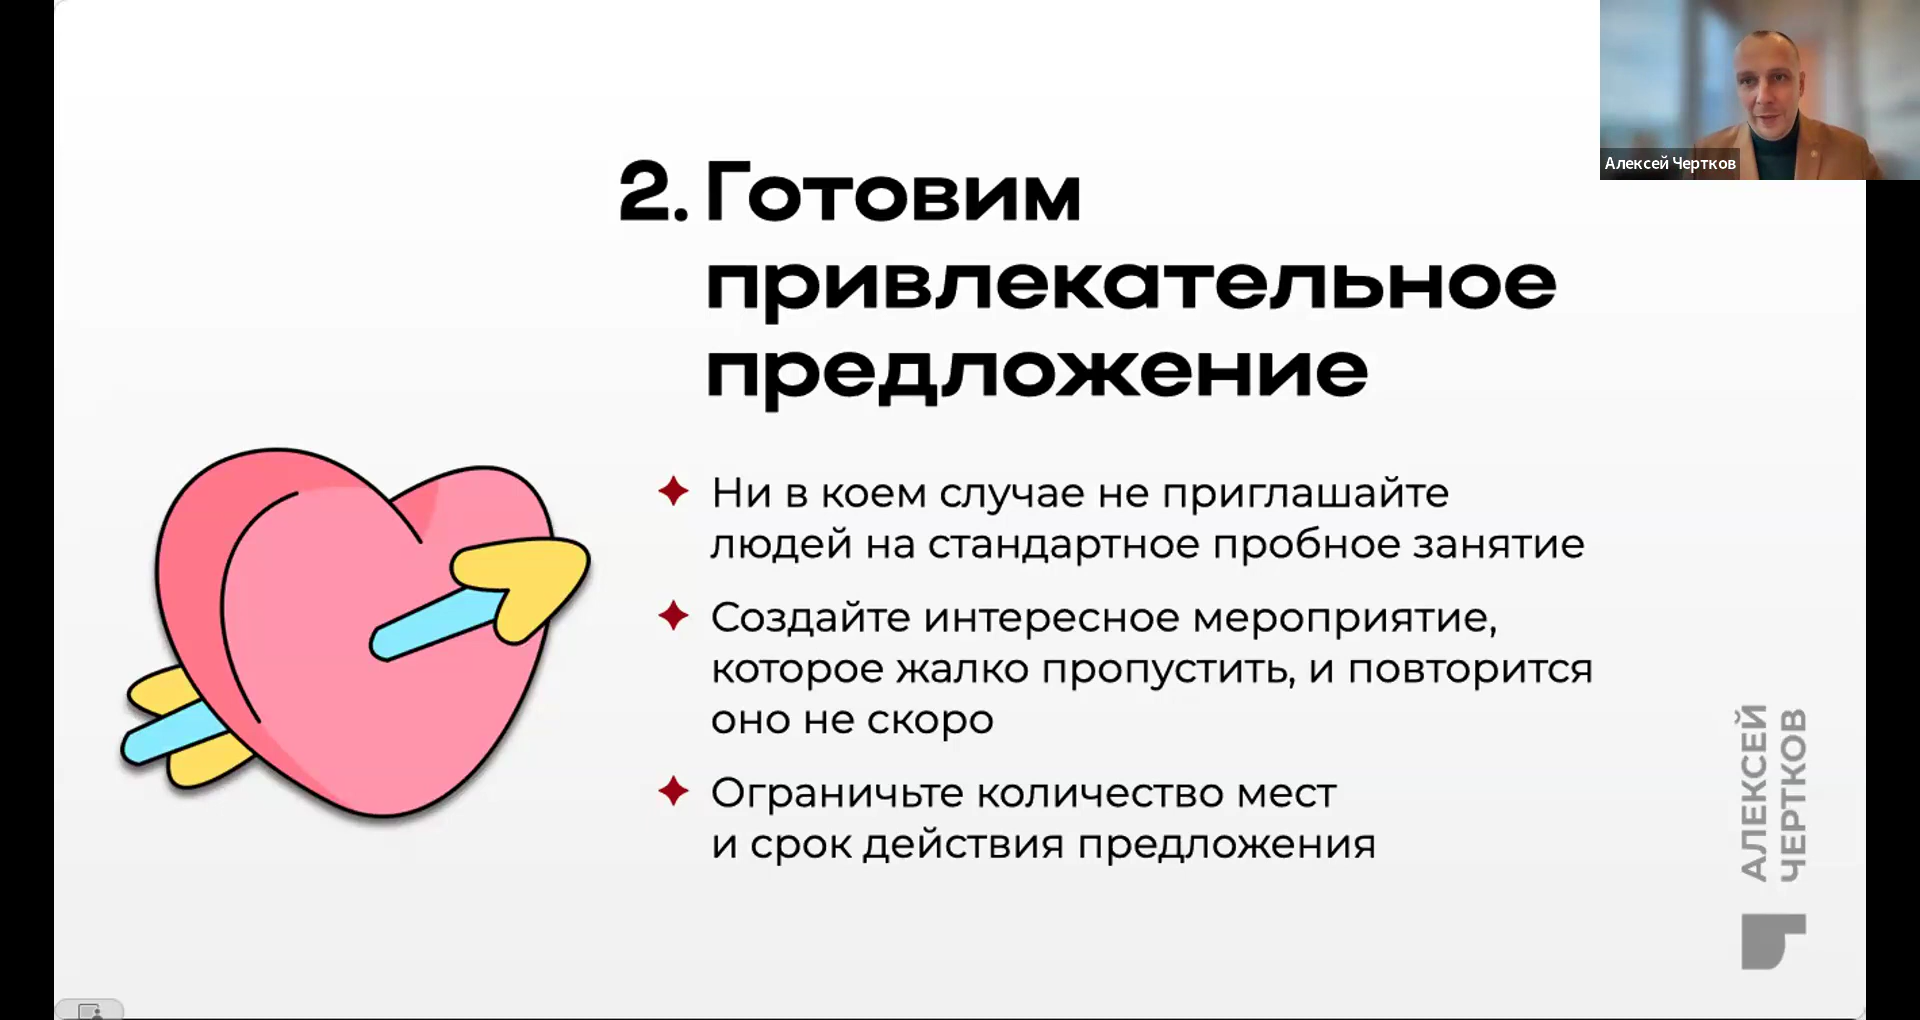 Алексей Чертков
2. Готовим
привлекательное
предложение
Ни в коем случае не приглашайте
людей на стандартное пробное занятие
Создайте интересное мероприятие,
которое жалко пропустить, и повторится
оно не скоро
Ограничьте количество мест
и срок действия предложения
АЛЕКСЕЙ
ЧЕРТКОВ